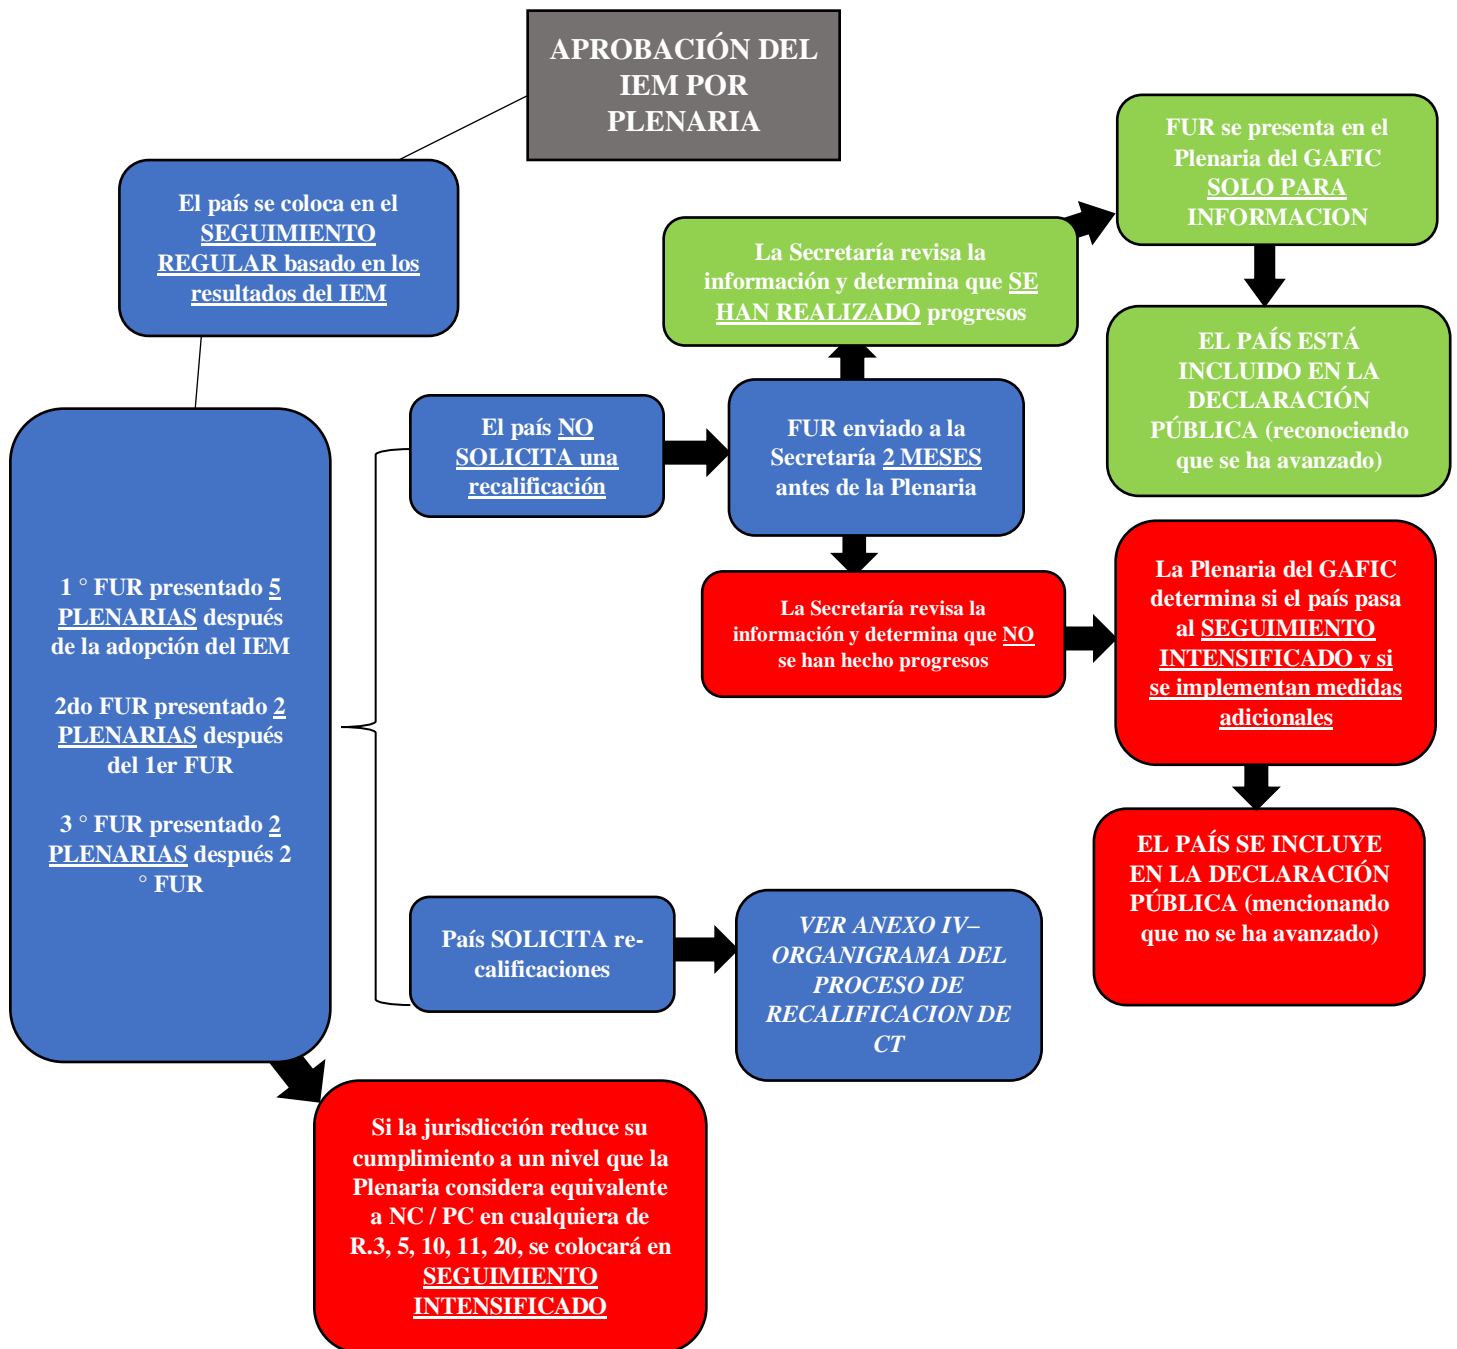 APROBACIÓN DEL
IEM POR
PLENARIA
El país se coloca en el
SEGUIMIENTO
REGULAR basado en los
resultados del IEM
1 ° FUR presentado 5
PLENARIAS después
de la adopción del IEM
2do FUR presentado 2
PLENARIAS después
del 1er FUR
3 ° FUR presentado 2
PLENARIAS después 2
° FUR
El país NO
SOLICITA una
recalificación
FUR enviado a la
Secretaría 2 MESES
antes de la Plenaria
La Secretaría revisa la
información y determina que SE
HAN REALIZADO progresos
FUR se presenta en el
Plenaria del GAFIC
SOLO PARA
INFORMACION
EL PAÍS ESTÁ
INCLUIDO EN LA
DECLARACIÓN
PÚBLICA (reconociendo
que se ha avanzado)
La Secretaría revisa la
información y determina que NO
se han hecho progresos
La Plenaria del GAFIC
determina si el país pasa
al SEGUIMIENTO
INTENSIFICADO y si
se implementan medidas
adicionales
EL PAÍS SE INCLUYE
EN LA DECLARACIÓN
PÚBLICA (mencionando
que no se ha avanzado)
País SOLICITA re-
calificaciones
VER ANEXO IV–
ORGANIGRAMA DEL
PROCESO DE
RECALIFICACION DE
CT
Si la jurisdicción reduce su
cumplimiento a un nivel que la
Plenaria considera equivalente
a NC / PC en cualquiera de
R.3, 5, 10, 11, 20, se colocará en
SEGUIMIENTO
INTENSIFICADO